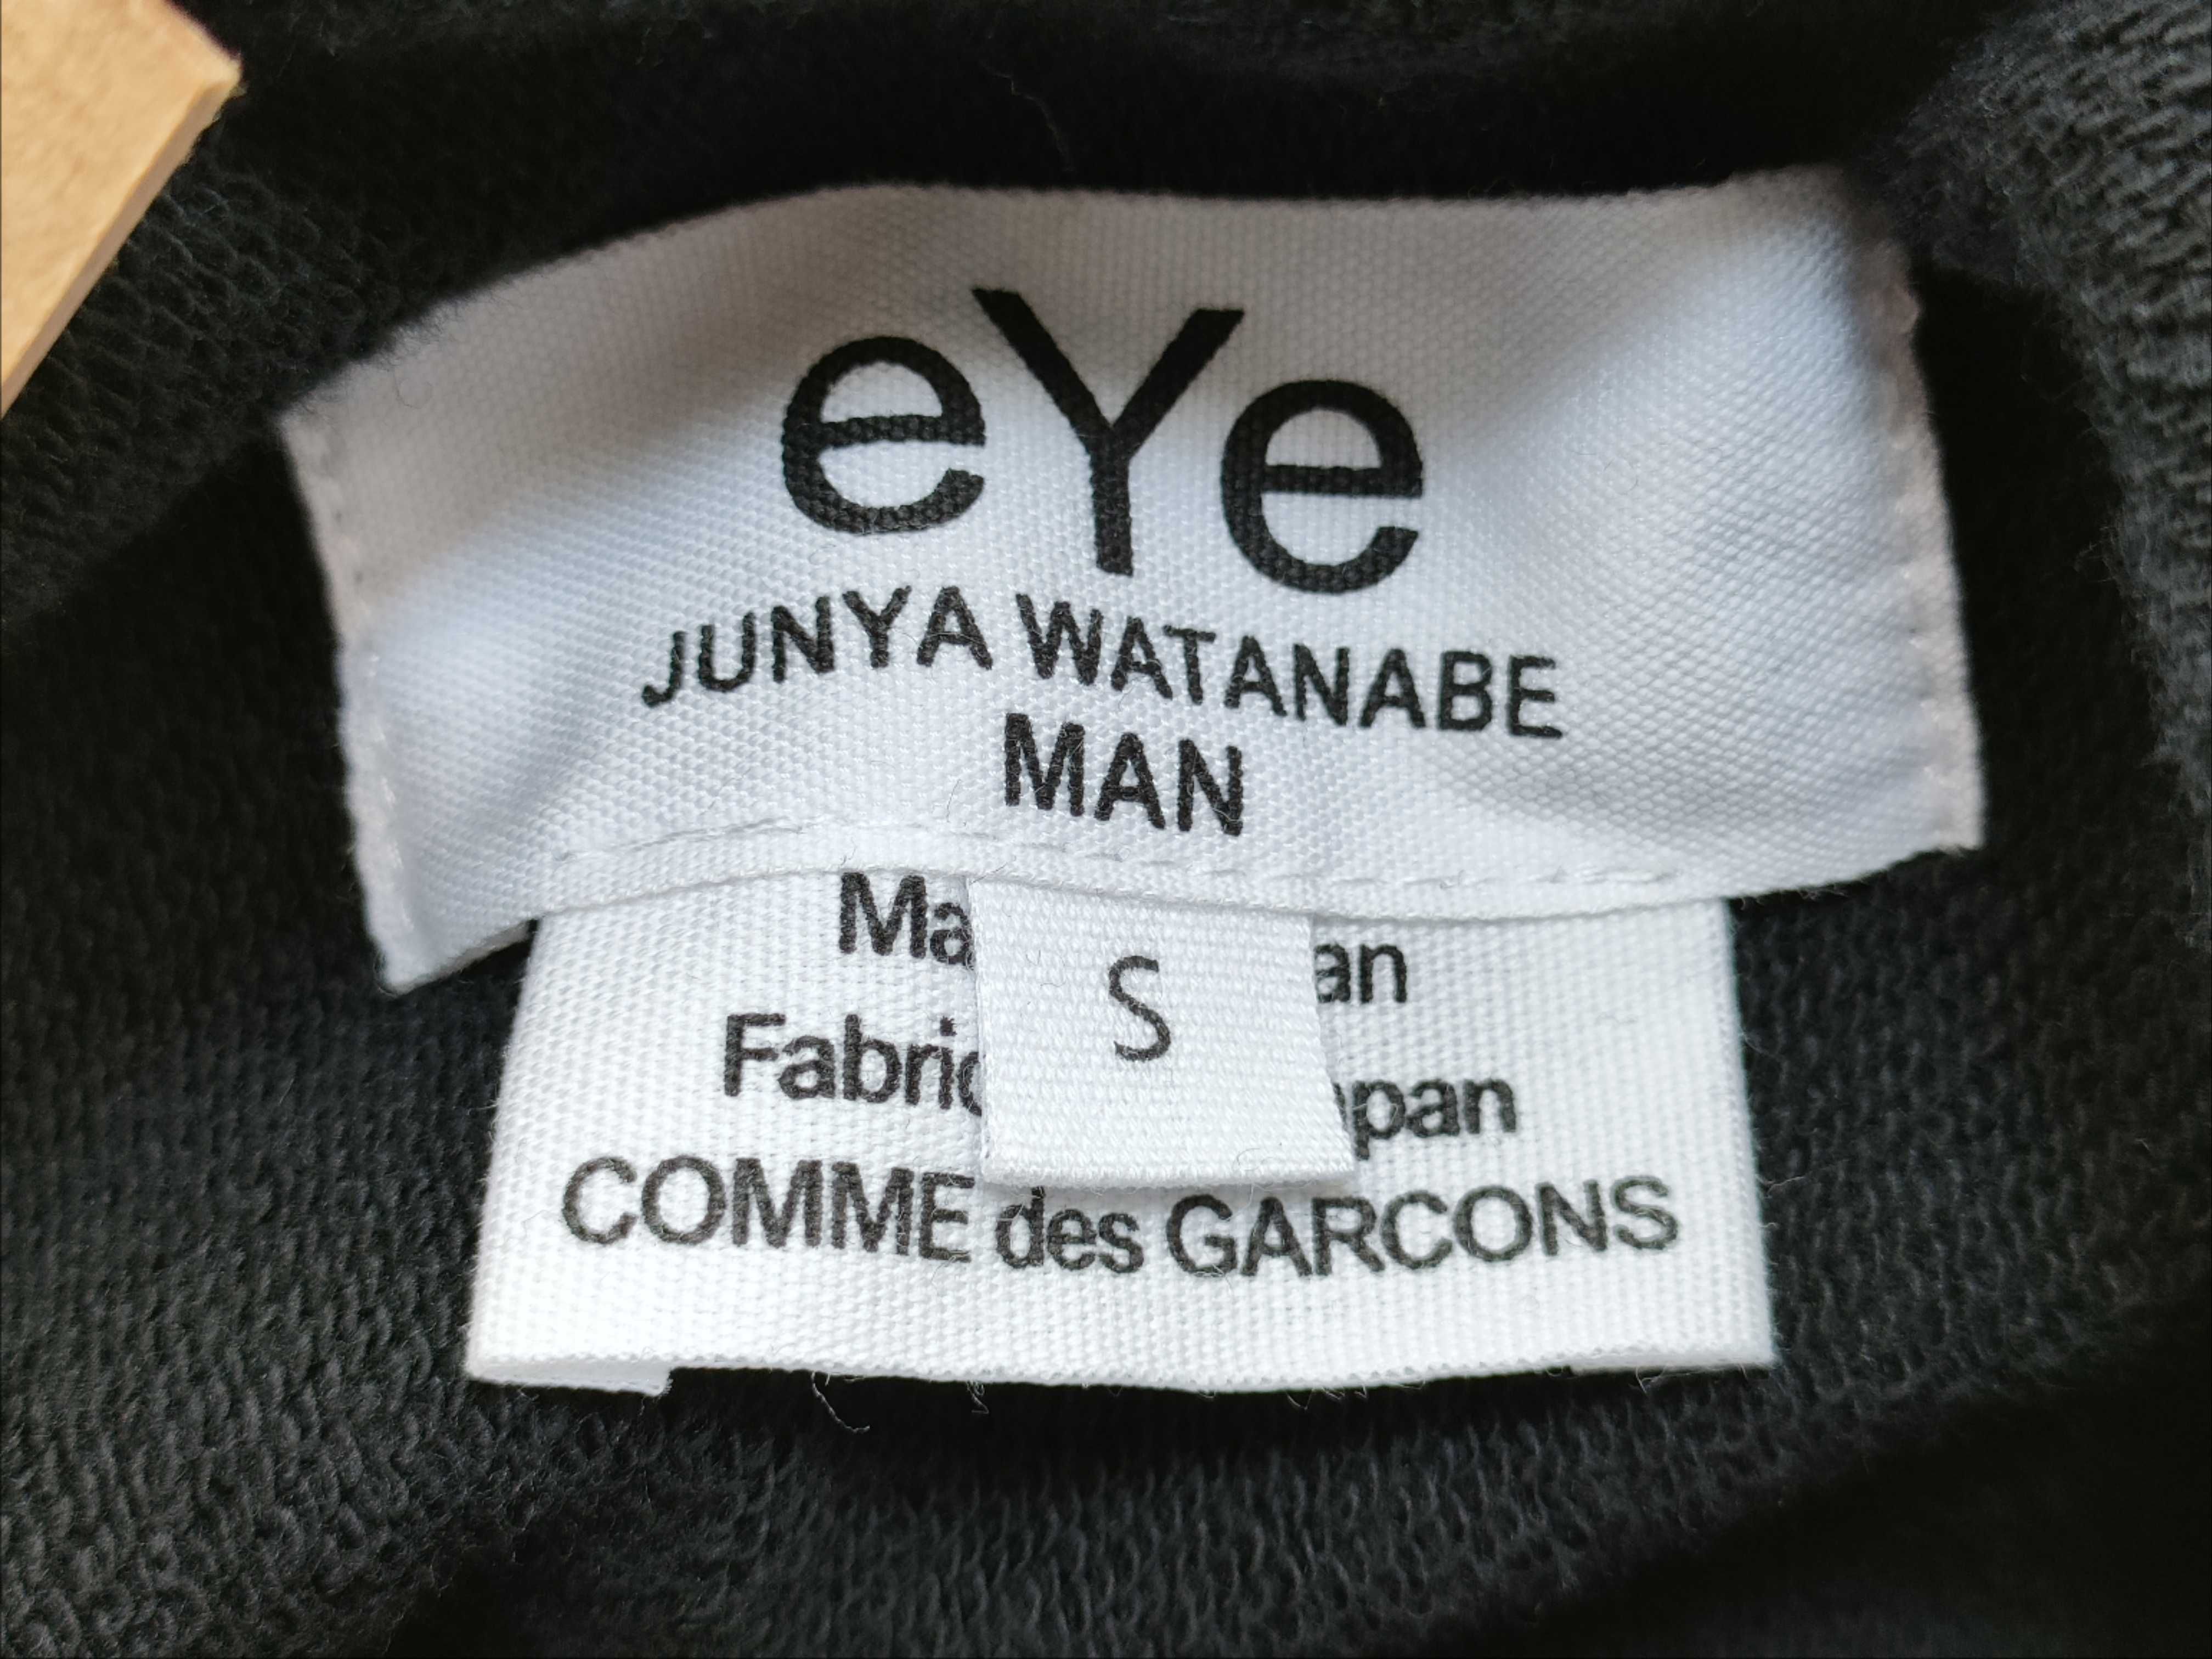 eYe
JUNYA WATANABE
MAN
S
COMME des GARCONS